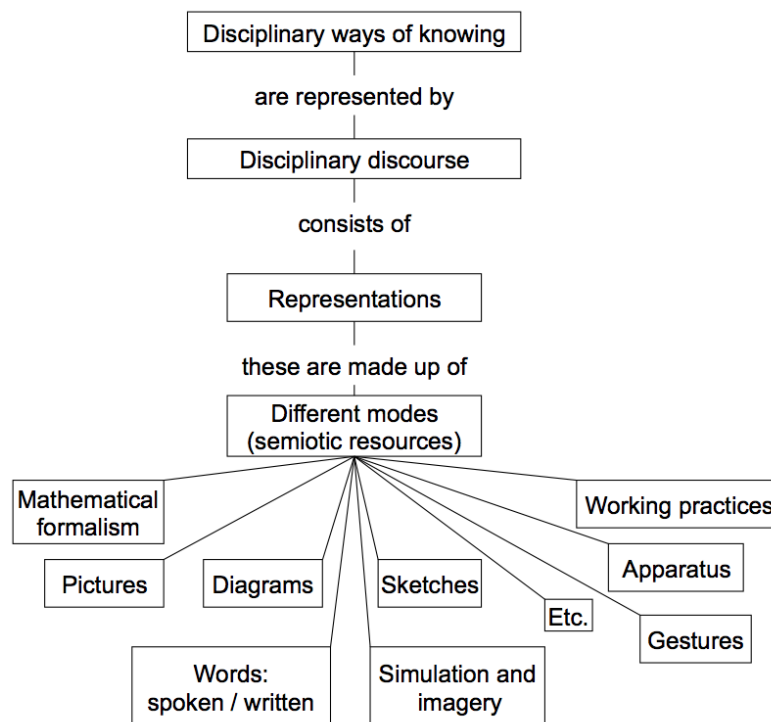 Disciplinary ways of knowing
are represented by
Disciplinary discourse
consists of
Representations
these are made up of
Different modes
(semiotic resources)
Mathematical
formalism
Working practices
Pictures
Diagrams
Sketches
Apparatus
Etc.
Gestures
Words:
spoken / written
Simulation and
imagery